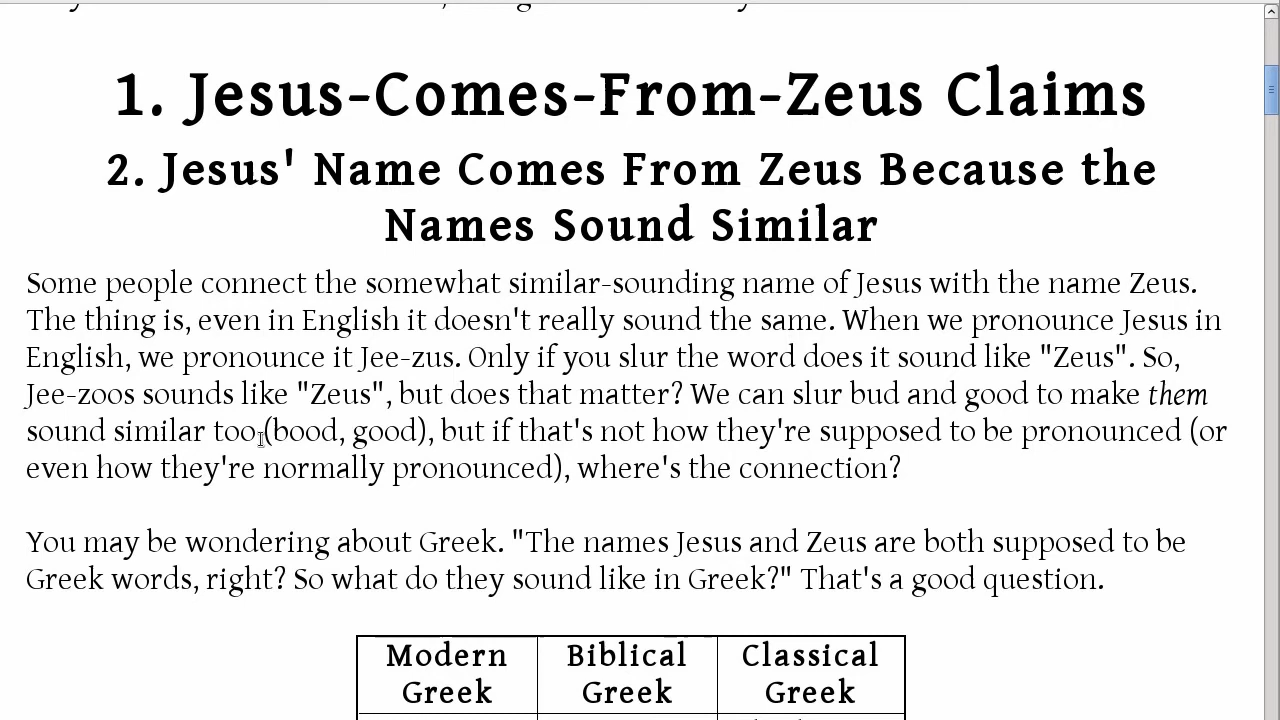 1. Jesus-Comes-From-Zeus Claims
2. Jesus' Name Comes From Zeus Because the
Names Sound Similar
Some people connect the somewhat similar-sounding name of Jesus with the name Zeus.
The thing is, even in English it doesn't really sound the same. When we pronounce Jesus in
English, we pronounce it Jee-zus. Only if you slur the word does it sound like "Zeus". So,
Jee-zoos sounds like "Zeus", but does that matter? We can slur bud and good to make them
sound similar too (bood, good), but if that's not how they're supposed to be pronounced (or
even how they're normally pronounced), where's the connection?
You may be wondering about Greek. "The names Jesus and Zeus are both supposed to be
Greek words, right? So what do they sound like in Greek?" That's a good question.
Modern Greek
Biblical Greek
Classical Greek